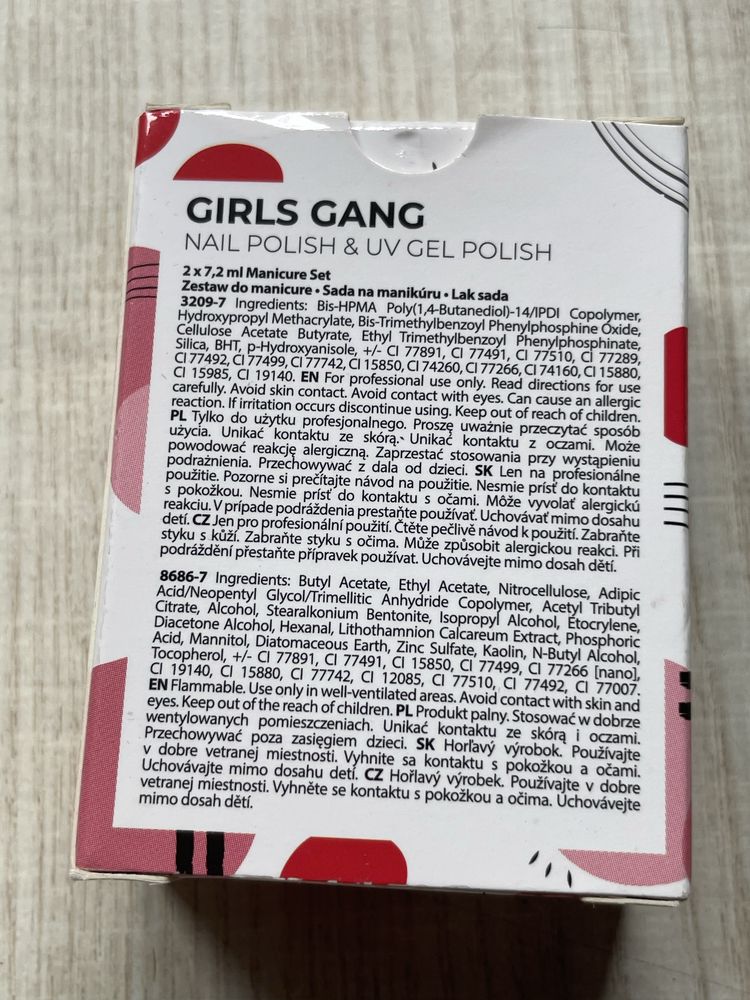 GIRLS GANG
NAIL POLISH & UV GEL POLISH
2 x 7,2 ml Manicure Set
Zestaw do manicure • Sada na manikúru • Lak sada
3209-7 Ingredients: Bis-HPMA Poly(1,4-Butanediol)-14/IPDI Copolymer,
Hydroxypropyl Methacrylate, Bis-Trimethylbenzoyl Phenylphosphine Oxide,
Cellulose Acetate Butyrate, Ethyl Trimethylbenzoyl Phenylphosphinate,
Silica, BHT, p-Hydroxyanisole, +/- CI 77891, CI 77491, CI 77510, CI 77289,
CI 77492, CI 77499, CI 77742, CI 15850, CI 74260, CI 77266, CI 74160, CI 15880,
CI 15985, CI 19140. EN For professional use only. Read directions for use
carefully. Avoid skin contact. Avoid contact with eyes. Can cause an allergic
reaction. If irritation occurs discontinue using. Keep out of reach of children.
PL Tylko do użytku profesjonalnego. Proszę uważnie przeczytać sposób
użycia. Unikać kontaktu ze skórą. Unikać kontaktu z oczami. Może
powodować reakcję alergiczną. Zaprzestać stosowania przy wystąpieniu
podrażnienia. Przechowywać z dala od dzieci. SK Len na profesionálne
použitie. Pozorne si prečítajte návod na použitie. Nesmie prísť do kontaktu
s pokožkou. Nesmie prísť do kontaktu s očami. Môže vyvolať alergickú
reakciu. V prípade podráždenia prestaňte používať. Uchovávať mimo dosahu
detí. CZ Jen pro profesionální použití. Čtěte pečlivě návod k použití. Zabraňte
styku s kůží. Zabraňte styku s očima. Může způsobit alergickou reakci. Při
podráždění přestaňte přípravek používat. Uchovávejte mimo dosah dětí.
8686-7 Ingredients: Butyl Acetate, Ethyl Acetate, Nitrocellulose, Adipic
Acid/Neopentyl Glycol/Trimellitic Anhydride Copolymer, Acetyl Tributyl
Citrate, Alcohol, Stearalkonium Bentonite, Isopropyl Alcohol, Etocrylene,
Diacetone Alcohol, Hexanal, Lithothamnion Calcareum Extract, Phosphoric
Acid, Mannitol, Diatomaceous Earth, Zinc Sulfate, Kaolin, N-Butyl Alcohol,
Tocopherol, +/- CI 77891, CI 77491, CI 15850, CI 77499, CI 77266 [nano],
CI 19140, CI 15880, CI 77742, CI 12085, CI 77510, CI 77492, CI 77007.
EN Flammable. Use only in well-ventilated areas. Avoid contact with skin and
eyes. Keep out of the reach of children. PL Produkt palny. Stosować w dobrze
wentylowanych pomieszczeniach. Unikać kontaktu ze skórą i oczami.
Przechowywać poza zasięgiem dzieci. SK Horľavý výrobok. Používajte
v dobre vetranej miestnosti. Vyhnite sa kontaktu s pokožkou a očami.
Uchovávajte mimo dosahu detí. CZ Hořlavý výrobek. Používejte v dobře
vetranej miestnosti. Vyhněte se kontaktu s pokožkou a očima. Uchovávejte
mimo dosah dětí.